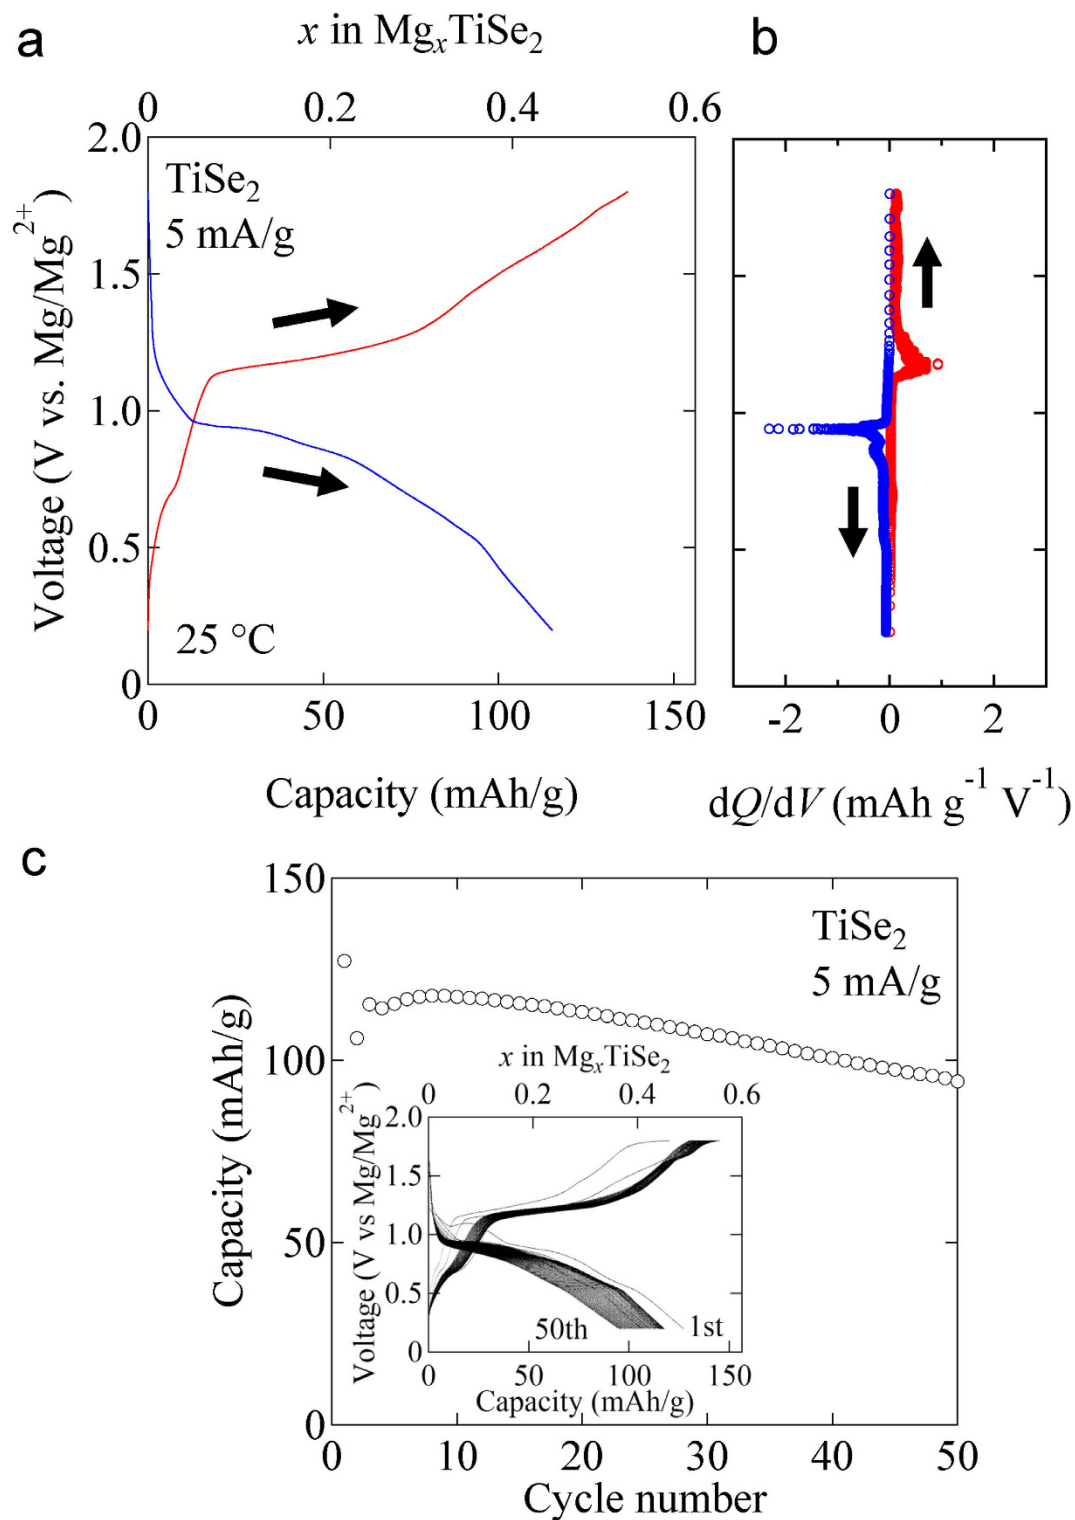 a
x in MgₓTiSe₂
b
0 0.2 0.4 0.6
2.0
1.5
1.0
0.5
0
Voltage (V vs. Mg/Mg²⁺)
TiSe₂
5 mA/g
25 °C
0 50 100 150
Capacity (mAh/g)
-2 0 2
dQ/dV (mAh g⁻¹ V⁻¹)
c
150
100
50
0
Capacity (mAh/g)
TiSe₂
5 mA/g
x in MgₓTiSe₂
0 0.2 0.4 0.6
2.0
1.5
1.0
0.5
0
Voltage (V vs Mg/Mg²⁺)
50th 1st
0 50 100 150
Capacity (mAh/g)
0 10 20 30 40 50
Cycle number